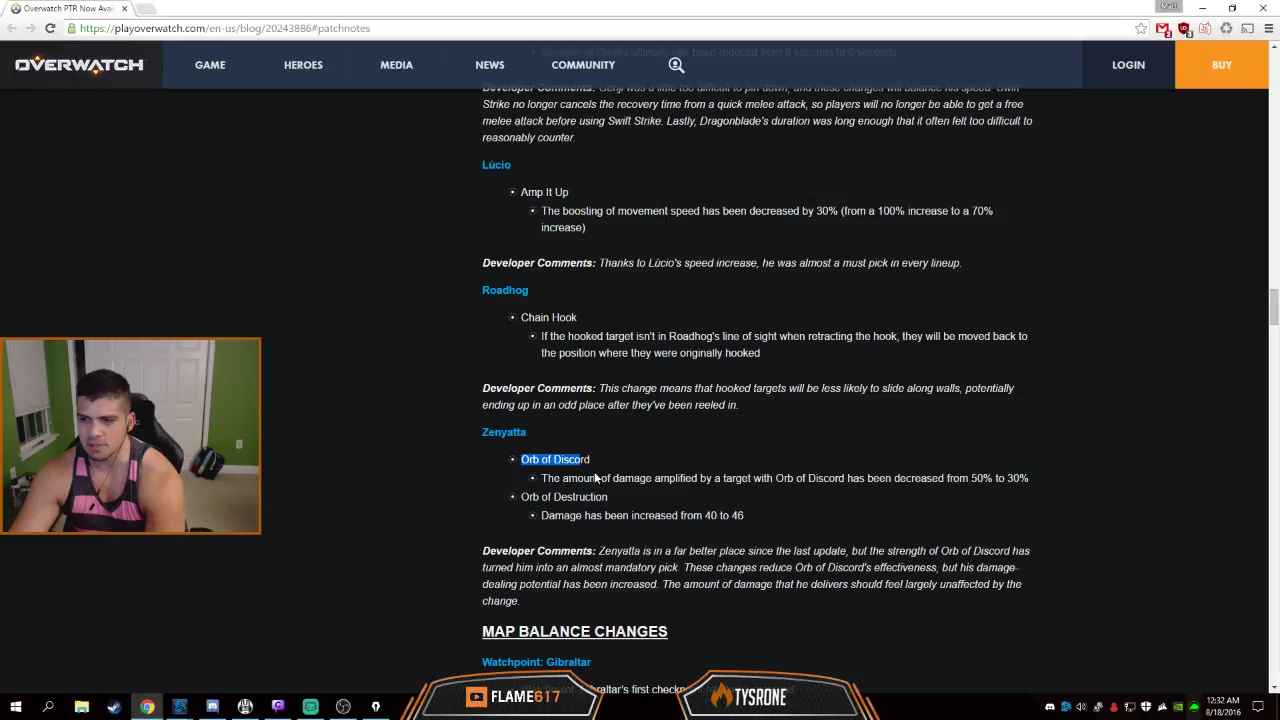 Overwatch PTR Now Avai
Matt
https://playoverwatch.com/en-us/blog/20243886#patchnotes
OVERWATCH
GAME
HEROES
MEDIA
NEWS
COMMUNITY
LOGIN
BUY
Developer Comments: Genji was a little too difficult to pin down, and these changes will balance his speed. Swift
Strike no longer cancels the recovery time from a quick melee attack, so players will no longer be able to get a free
melee attack before using Swift Strike. Lastly, Dragonblade's duration was long enough that it often felt too difficult to
reasonably counter.
Lúcio
Amp It Up
The boosting of movement speed has been decreased by 30% (from a 100% increase to a 70%
increase)
Developer Comments: Thanks to Lúcio's speed increase, he was almost a must pick in every lineup.
Roadhog
Chain Hook
If the hooked target isn't in Roadhog's line of sight when retracting the hook, they will be moved back to
the position where they were originally hooked
Developer Comments: This change means that hooked targets will be less likely to slide along walls, potentially
ending up in an odd place after they've been reeled in.
Zenyatta
Orb of Discord
The amount of damage amplified by a target with Orb of Discord has been decreased from 50% to 30%
Orb of Destruction
Damage has been increased from 40 to 46
Developer Comments: Zenyatta is in a far better place since the last update, but the strength of Orb of Discord has
turned him into an almost mandatory pick. These changes reduce Orb of Discord's effectiveness, but his damage-
dealing potential has been increased. The amount of damage that he delivers should feel largely unaffected by the
change.
MAP BALANCE CHANGES
Watchpoint: Gibraltar
FLAME617
TYSRONE
12:32 AM
8/18/2016